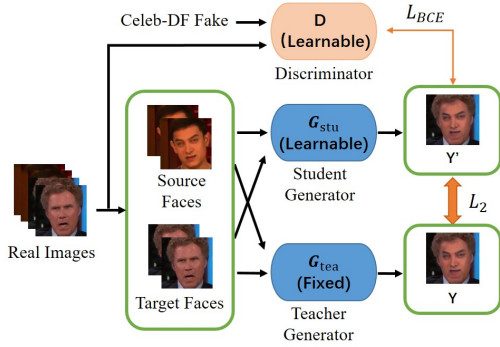 Celeb-DF Fake
D
(Learnable)
Discriminator
L_BCE
Source
Faces
G_stu
(Learnable)
Student
Generator
Y'
Real Images
L_2
Target Faces
G_tea
(Fixed)
Teacher
Generator
Y